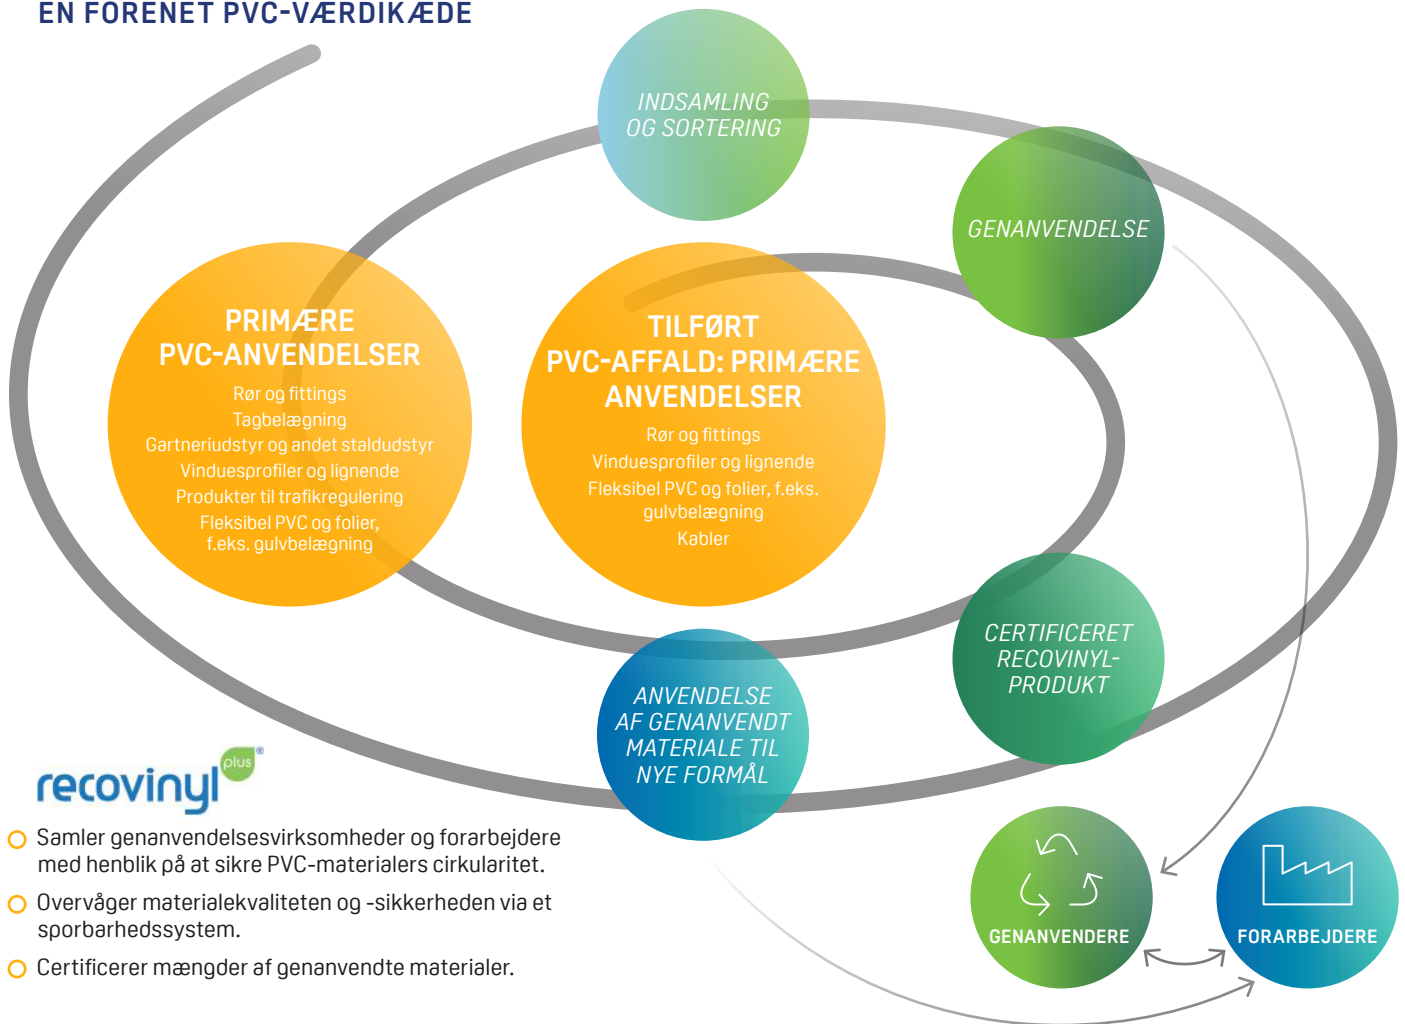 EN FORENET PVC-VÆRDIKÆDE
INDSAMLING
OG SORTERING
GENANVENDELSE
PRIMÆRE
PVC-ANVENDELSER
Rør og fittings
Tagbelægning
Gartneriudstyr og andet staldudstyr
Vinduesprofiler og lignende
Produkter til trafikregulering
Fleksibel PVC og folier,
f.eks. gulvbelægning
TILFØRT
PVC-AFFALD: PRIMÆRE
ANVENDELSER
Rør og fittings
Vinduesprofiler og lignende
Fleksibel PVC og folier, f.eks.
gulvbelægning
Kabler
CERTIFICERET
RECOVINYL-
PRODUKT
ANVENDELSE
AF GENANVENDT
MATERIALE TIL
NYE FORMÅL
recovinyl plus®
Samler genanvendelsesvirksomheder og forarbejdere
med henblik på at sikre PVC-materialers cirkularitet.
Overvåger materialekvaliteten og -sikkerheden via et
sporbarhedssystem.
Certificerer mængder af genanvendte materialer.
GENANVENDERE
FORARBEJDERE